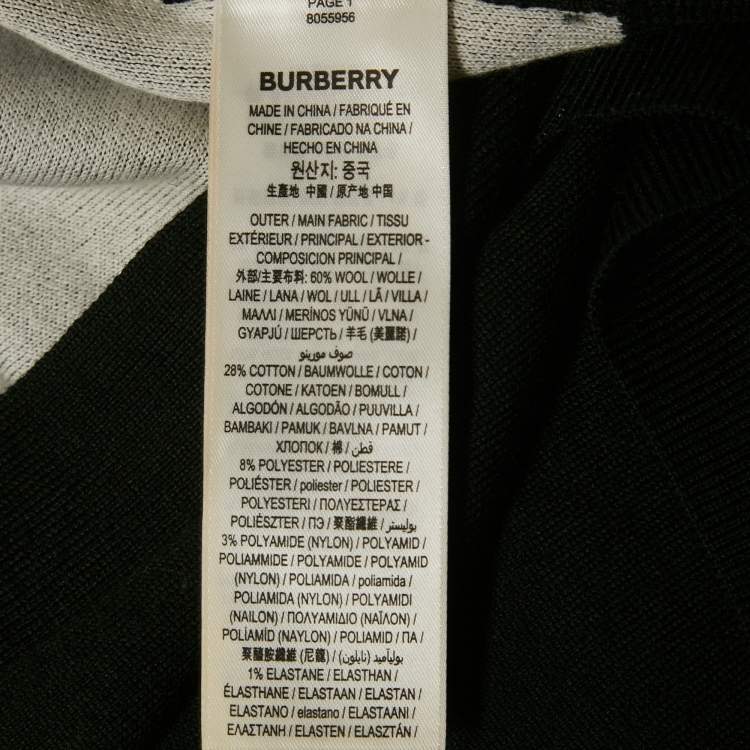 PAGE 1
8055956
BURBERRY
MADE IN CHINA / FABRIQUÉ EN
CHINE / FABRICADO NA CHINA /
HECHO EN CHINA
원산지: 중국
生產地 中國 / 原产地 中国
OUTER / MAIN FABRIC / TISSU
EXTÉRIEUR / PRINCIPAL / EXTERIOR -
COMPOSICION PRINCIPAL /
外部/主要布料: 60% WOOL / WOLLE /
LAINE / LANA / WOL / ULL / LÃ / VILLA /
ΜΑΛΛΙ / MERİNOS YÜNÜ / VLNA /
GYAPJÚ / ШЕРСТЬ / 羊毛 (美麗諾) /
صوف مورينو
28% COTTON / BAUMWOLLE / COTON /
COTONE / KATOEN / BOMULL /
ALGODÓN / ALGODÃO / PUUVILLA /
BAMBAKI / PAMUK / BAVLNA / PAMUT /
ХЛОПОК / 棉 / قطن
8% POLYESTER / POLIESTERE /
POLIÉSTER / poliester / POLIESTER /
POLYESTERI / ΠΟΛΥΕΣΤΕΡΑΣ /
POLIÉSZTER / ПЭ / 聚酯纖維 / بوليستر
3% POLYAMIDE (NYLON) / POLYAMID /
POLIAMMIDE / POLYAMIDE / POLYAMID
(NYLON) / POLIAMIDA / poliamida /
POLIAMIDA (NYLON) / POLYAMIDI
(NAILON) / ΠΟΛΥΑΜΙΔΙΟ (ΝΑΪΛΟΝ) /
POLİAMİD (NAYLON) / POLIAMID / ПА /
聚醯胺纖維 (尼龍) / بوليآميد (نايلون)
1% ELASTANE / ELASTHAN /
ÉLASTHANE / ELASTAAN / ELASTAN /
ELASTANO / elastano / ELASTAANI /
ΕΛΑΣΤΑΝΗ / ELASTEN / ELASZTÁN /